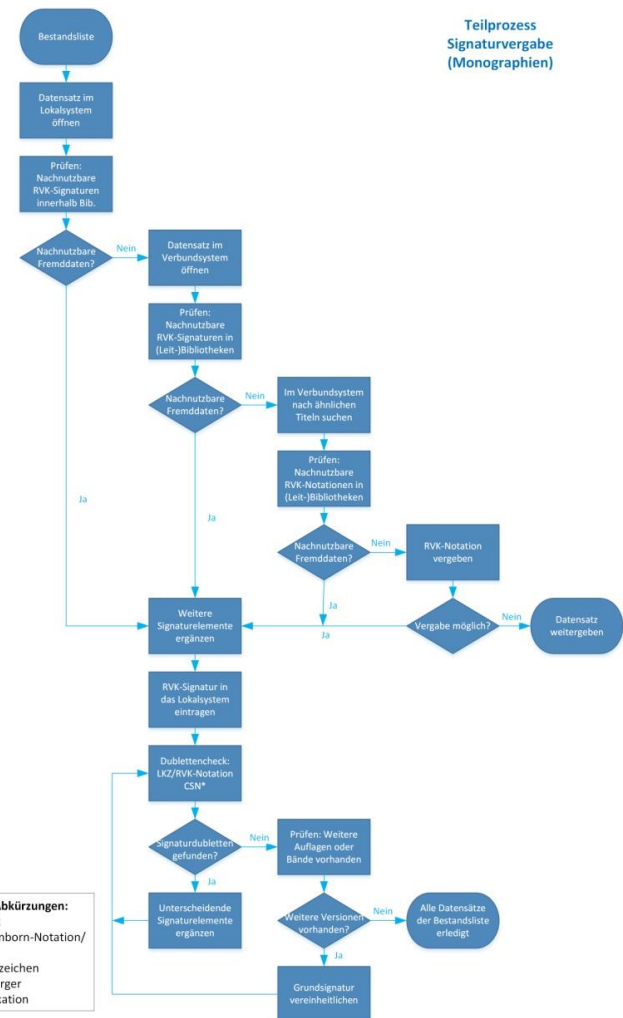 Teilprozess
Signaturvergabe
(Monographien)
Bestandsliste
Datensatz im
Lokalsystem
öffnen
Prüfen:
Nachnutzbare
RVK-Signaturen
innerhalb Bib.
Nachnutzbare
Fremddaten?
Nein
Datensatz im
Verbundsystem
öffnen
Prüfen:
Nachnutzbare
RVK-Signaturen in
(Leit-)Bibliotheken
Nachnutzbare
Fremddaten?
Nein
Im Verbundsystem
nach ähnlichen
Titeln suchen
Prüfen:
Nachnutzbare
RVK-Notationen in
(Leit-)Bibliotheken
Ja
Ja
Nachnutzbare
Fremddaten?
Nein
RVK-Notation
vergeben
Ja
Weitere
Signaturelemente
ergänzen
Ja
Vergabe möglich?
Nein
Datensatz
weitergeben
RVK-Signatur in
das Lokalsystem
eintragen
Dublettencheck:
LKZ/RVK-Notation
CSN*
Signaturdubletten
gefunden?
Nein
Prüfen: Weitere
Auflagen oder
Bände vorhanden
Ja
Unterscheidende
Signaturelemente
ergänzen
Weitere Versionen
vorhanden?
Nein
Alle Datensätze
der Bestandsliste
erledigt
Ja
Grundsignatur
vereinheitlichen
Abkürzungen:
nborn-Notation/
zeichen
rger
kation